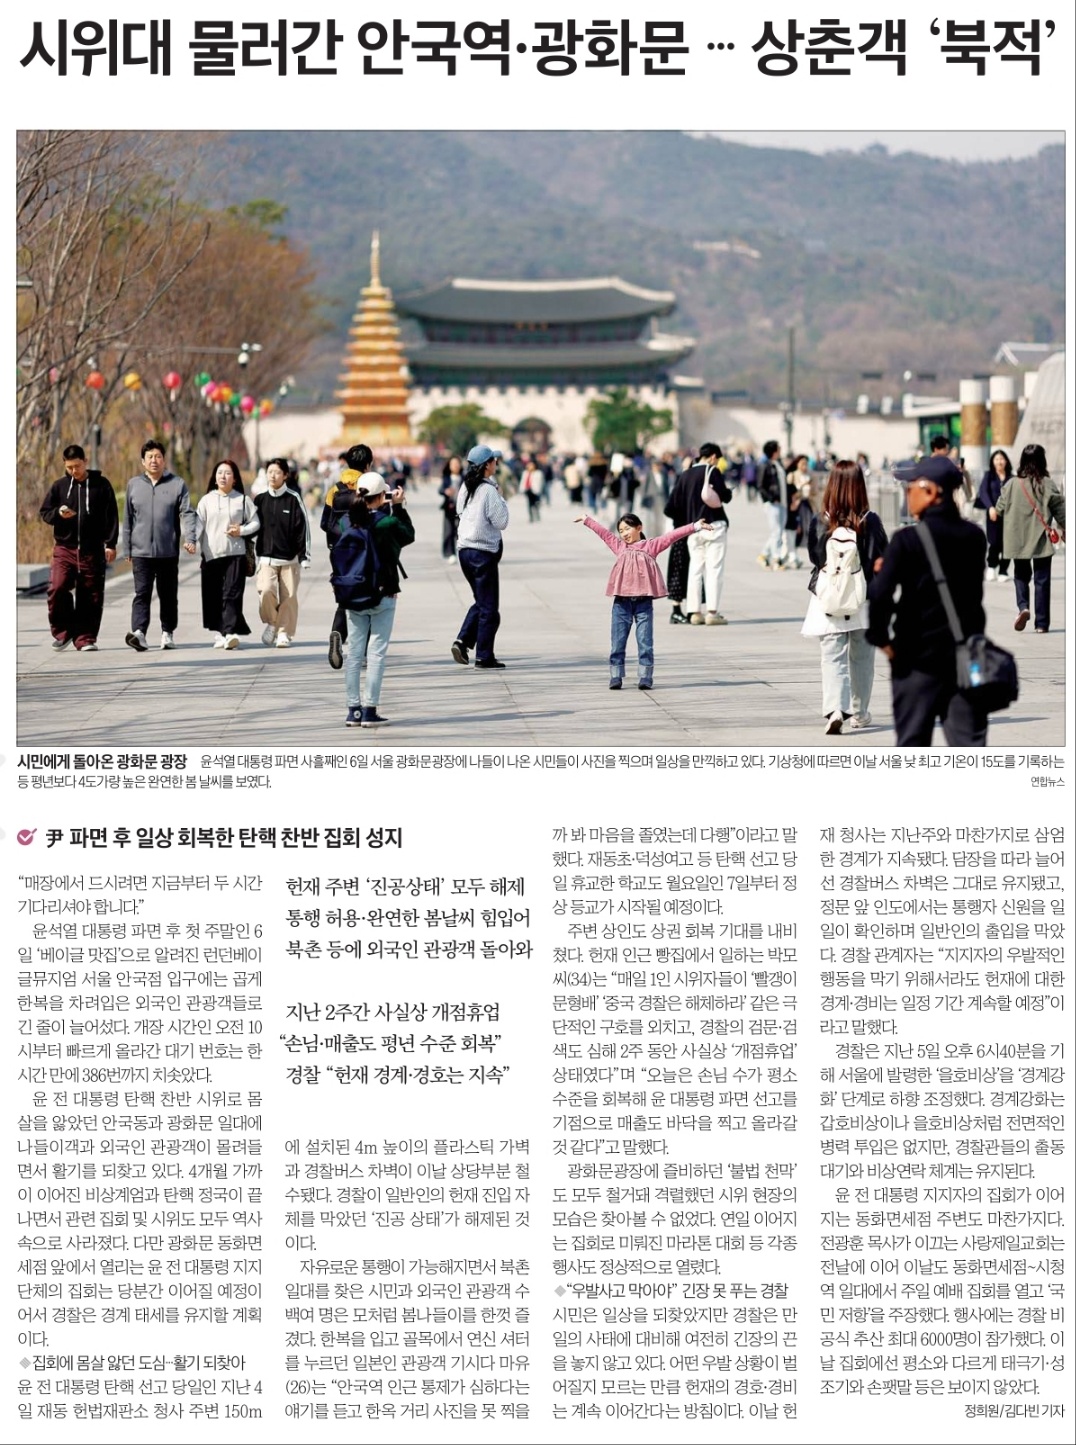 시위대 물러간 안국역·광화문 … 상춘객 ‘북적’
시민에게 돌아온 광화문 광장 윤석열 대통령 파면 사흘째인 6일 서울 광화문광장에 나들이 나온 시민들이 사진을 찍으며 일상을 만끽하고 있다. 기상청에 따르면 이날 서울 낮 최고 기온이 15도를 기록하는
등 평년보다 4도가량 높은 완연한 봄 날씨를 보였다.
연합뉴스
尹 파면 후 일상 회복한 탄핵 찬반 집회 성지
“매장에서 드시려면 지금부터 두 시간
기다리셔야 합니다.”
윤석열 대통령 파면 후 첫 주말인 6
일 ‘베이글 맛집’으로 알려진 런던베이
글뮤지엄 서울 안국점 입구에는 곱게
한복을 차려입은 외국인 관광객들로
긴 줄이 늘어섰다. 개장 시간인 오전 10
시부터 빠르게 올라간 대기 번호는 한
시간 만에 386번까지 치솟았다.
윤 전 대통령 탄핵 찬반 시위로 몸
살을 앓았던 안국동과 광화문 일대에
나들이객과 외국인 관광객이 몰려들
면서 활기를 되찾고 있다. 4개월 가까
이 이어진 비상계엄과 탄핵 정국이 끝
나면서 관련 집회 및 시위도 모두 역사
속으로 사라졌다. 다만 광화문 동화면
세점 앞에서 열리는 윤 전 대통령 지지
단체의 집회는 당분간 이어질 예정이
어서 경찰은 경계 태세를 유지할 계획
이다.
◆집회에 몸살 앓던 도심…활기 되찾아
윤 전 대통령 탄핵 선고 당일인 지난 4
일 재동 헌법재판소 청사 주변 150m
헌재 주변 ‘진공상태’ 모두 해제
통행 허용·완연한 봄날씨 힘입어
북촌 등에 외국인 관광객 돌아와
지난 2주간 사실상 개점휴업
“손님·매출도 평년 수준 회복”
경찰 “헌재 경계·경호는 지속”
에 설치된 4m 높이의 플라스틱 가벽
과 경찰버스 차벽이 이날 상당부분 철
수됐다. 경찰이 일반인의 헌재 진입 자
체를 막았던 ‘진공 상태’가 해제된 것
이다.
자유로운 통행이 가능해지면서 북촌
일대를 찾은 시민과 외국인 관광객 수
백여 명은 모처럼 봄나들이를 한껏 즐
겼다. 한복을 입고 골목에서 연신 셔터
를 누르던 일본인 관광객 기시다 마유
(26)는 “안국역 인근 통제가 심하다는
얘기를 듣고 한옥 거리 사진을 못 찍을
까 봐 마음을 졸였는데 다행”이라고 말
했다. 재동초·덕성여고 등 탄핵 선고 당
일 휴교한 학교도 월요일인 7일부터 정
상 등교가 시작될 예정이다.
주변 상인도 상권 회복 기대를 내비
쳤다. 헌재 인근 빵집에서 일하는 박모
씨(34)는 “매일 1인 시위자들이 ‘빨갱이
문형배’ ‘중국 경찰은 해체하라’ 같은 극
단적인 구호를 외치고, 경찰의 검문·검
색도 심해 2주 동안 사실상 ‘개점휴업’
상태였다”며 “오늘은 손님 수가 평소
수준을 회복해 윤 대통령 파면 선고를
기점으로 매출도 바닥을 찍고 올라갈
것 같다”고 말했다.
광화문광장에 즐비하던 ‘불법 천막’
도 모두 철거돼 격렬했던 시위 현장의
모습은 찾아볼 수 없었다. 연일 이어지
는 집회로 미뤄진 마라톤 대회 등 각종
행사도 정상적으로 열렸다.
◆“우발사고 막아야” 긴장 못 푸는 경찰
시민은 일상을 되찾았지만 경찰은 만
일의 사태에 대비해 여전히 긴장의 끈
을 놓지 않고 있다. 어떤 우발 상황이 벌
어질지 모르는 만큼 헌재의 경호·경비
는 계속 이어간다는 방침이다. 이날 헌
재 청사는 지난주와 마찬가지로 삼엄
한 경계가 지속됐다. 담장을 따라 늘어
선 경찰버스 차벽은 그대로 유지됐고,
정문 앞 인도에서는 통행자 신원을 일
일이 확인하며 일반인의 출입을 막았
다. 경찰 관계자는 “지지자의 우발적인
행동을 막기 위해서라도 헌재에 대한
경계·경비는 일정 기간 계속할 예정”이
라고 말했다.
경찰은 지난 5일 오후 6시40분을 기
해 서울에 발령한 ‘을호비상’을 ‘경계강
화’ 단계로 하향 조정했다. 경계강화는
갑호비상이나 을호비상처럼 전면적인
병력 투입은 없지만, 경찰관들의 출동
대기와 비상연락 체계는 유지된다.
윤 전 대통령 지지자의 집회가 이어
지는 동화면세점 주변도 마찬가지다.
전광훈 목사가 이끄는 사랑제일교회는
전날에 이어 이날도 동화면세점~시청
역 일대에서 주일 예배 집회를 열고 ‘국
민 저항’을 주장했다. 행사에는 경찰 비
공식 추산 최대 6000명이 참가했다. 이
날 집회에선 평소와 다르게 태극기·성
조기와 손팻말 등은 보이지 않았다.
정희원/김다빈 기자